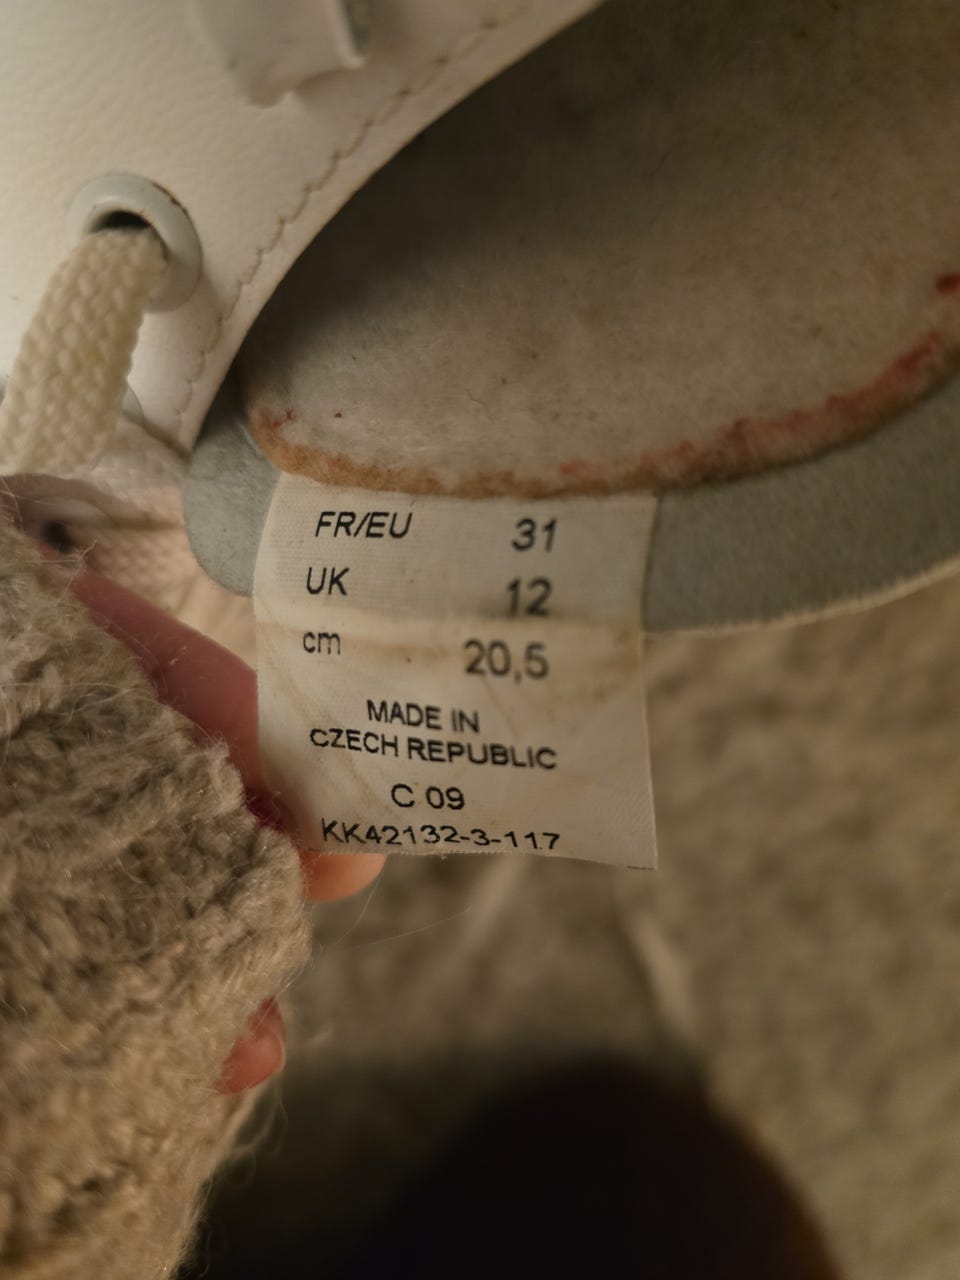 FR/EU 31
UK 12
cm 20,5
MADE IN
CZECH REPUBLIC
C 09
KK42132-3-117